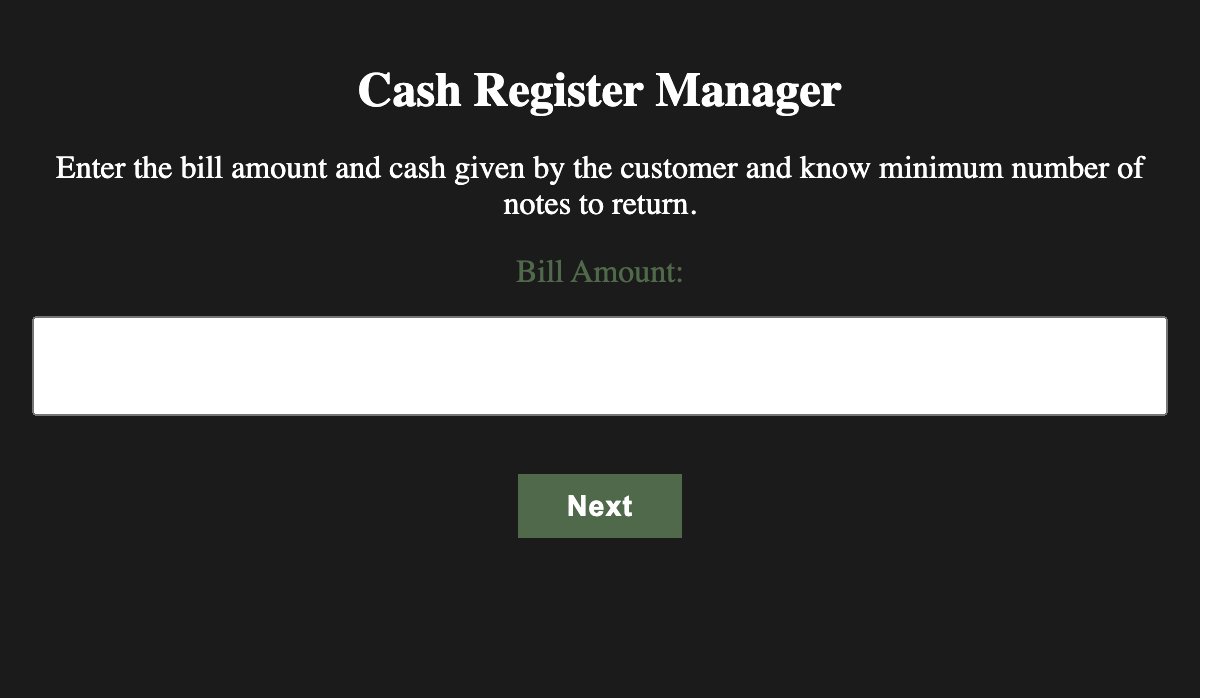 Cash Register Manager
Enter the bill amount and cash given by the customer and know minimum number of
notes to return.
Bill Amount:
Next